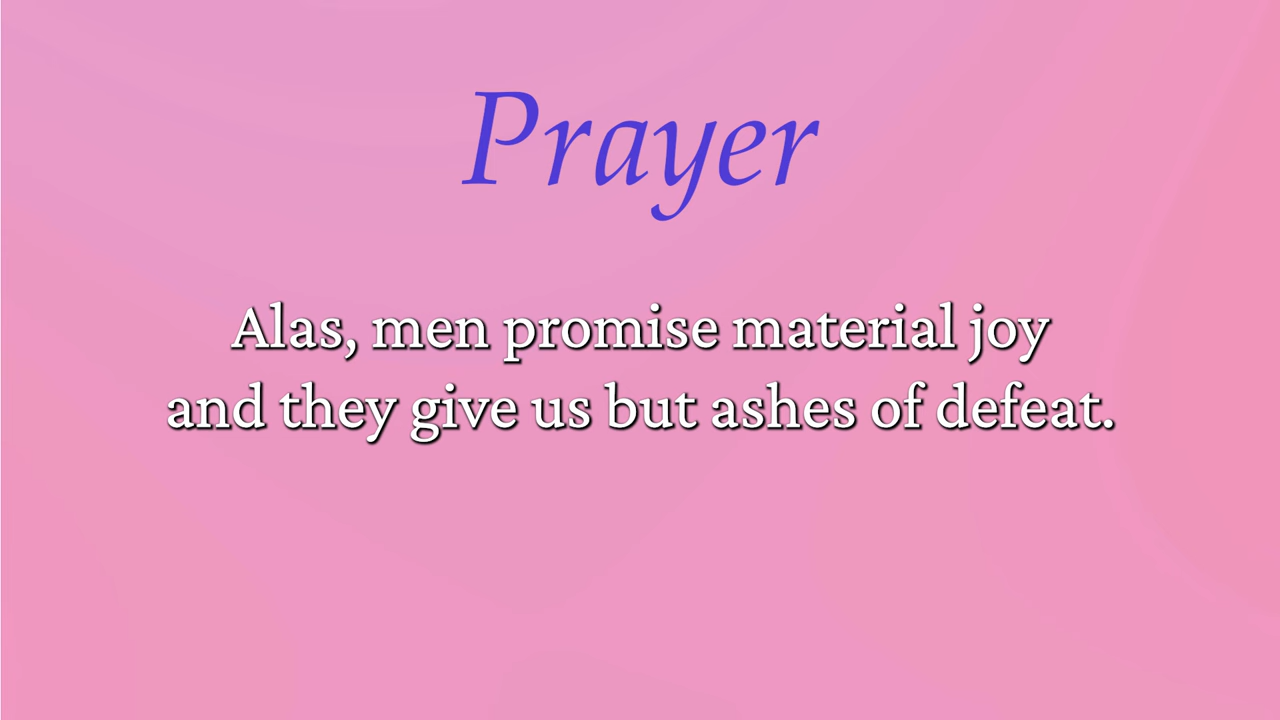 Prayer
Alas, men promise material joy
and they give us but ashes of defeat.